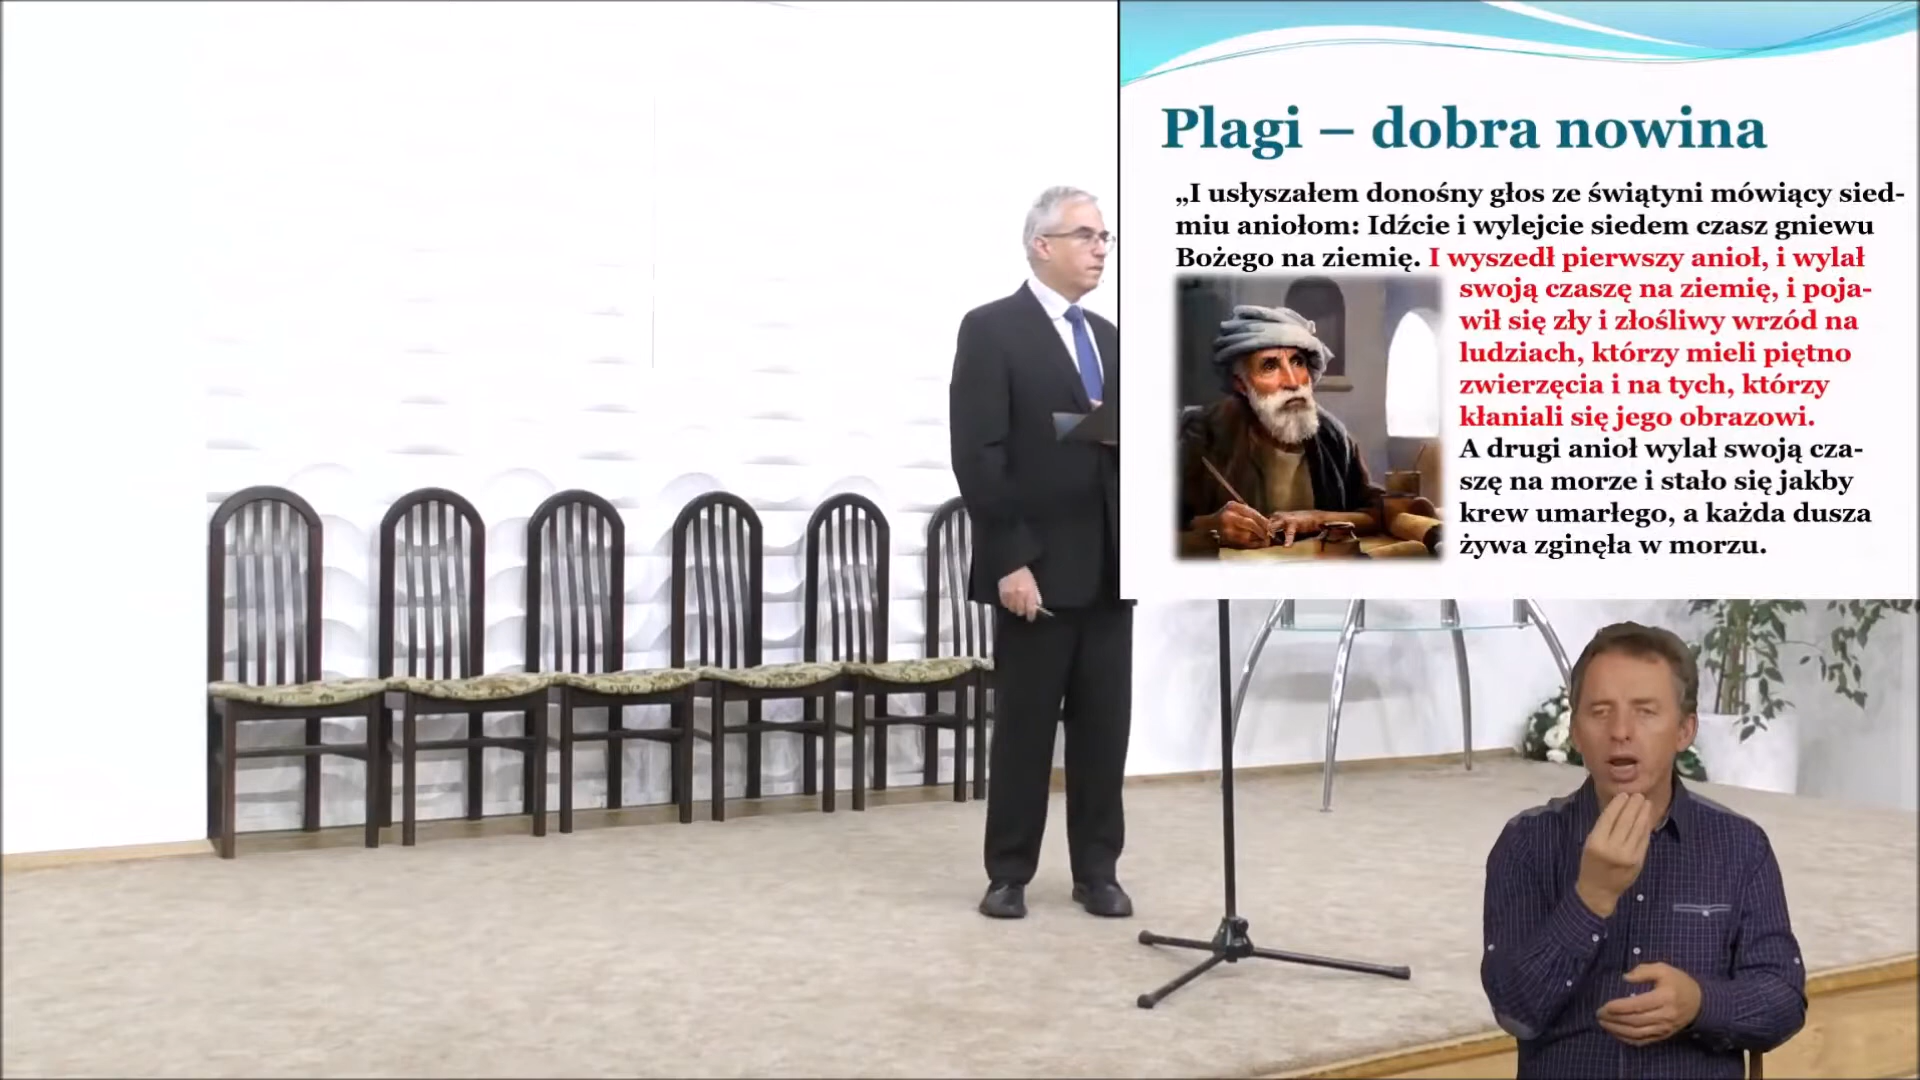 Plagi – dobra nowina
„I usłyszałem donośny głos ze świątyni mówiący sied-
miu aniołom: Idźcie i wylejcie siedem czasz gniewu
Bożego na ziemię. I wyszedł pierwszy anioł, i wylał
swoją czaszę na ziemię, i poja-
wił się zły i złośliwy wrzód na
ludziach, którzy mieli piętno
zwierzęcia i na tych, którzy
kłaniali się jego obrazowi.
A drugi anioł wylał swoją cza-
szę na morze i stało się jakby
krew umarłego, a każda dusza
żywa zginęła w morzu.